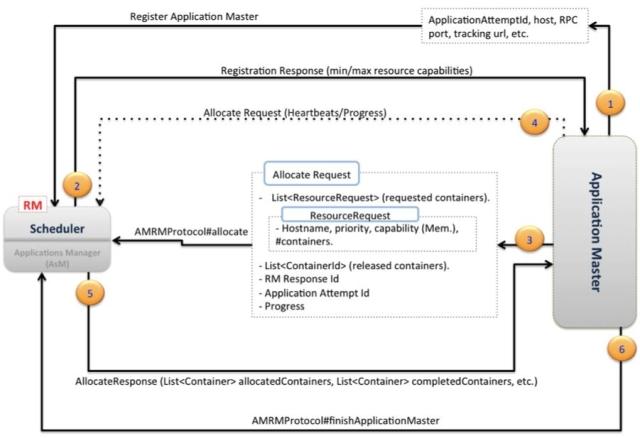 Register Application Master
ApplicationAttemptId, host, RPC
port, tracking url, etc.
Registration Response (min/max resource capabilities)
1
Allocate Request (Heartbeats/Progress)
4
2
Allocate Request
- List<ResourceRequest> (requested containers).
ResourceRequest
- Hostname, priority, capability (Mem.),
#containers.
RM
Scheduler
Applications Manager
(AsM)
AMRMProtocol#allocate
3
Application Master
- List<ContainerId> (released containers).
- RM Response Id
- Application Attempt Id
- Progress
5
6
AllocateResponse (List<Container> allocatedContainers, List<Container> completedContainers, etc.)
AMRMProtocol#finishApplicationMaster